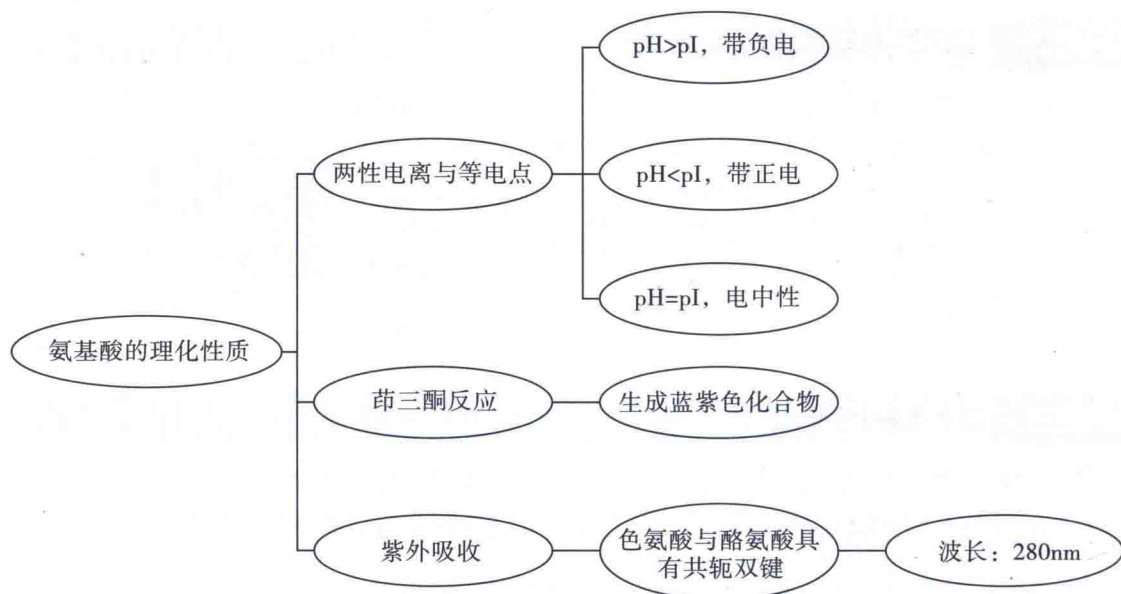 pH>pI，带负电
两性电离与等电点
pH<pI，带正电
pH=pI，电中性
氨基酸的理化性质
茚三酮反应
生成蓝紫色化合物
紫外吸收
色氨酸与酪氨酸具
有共轭双键
波长：280nm